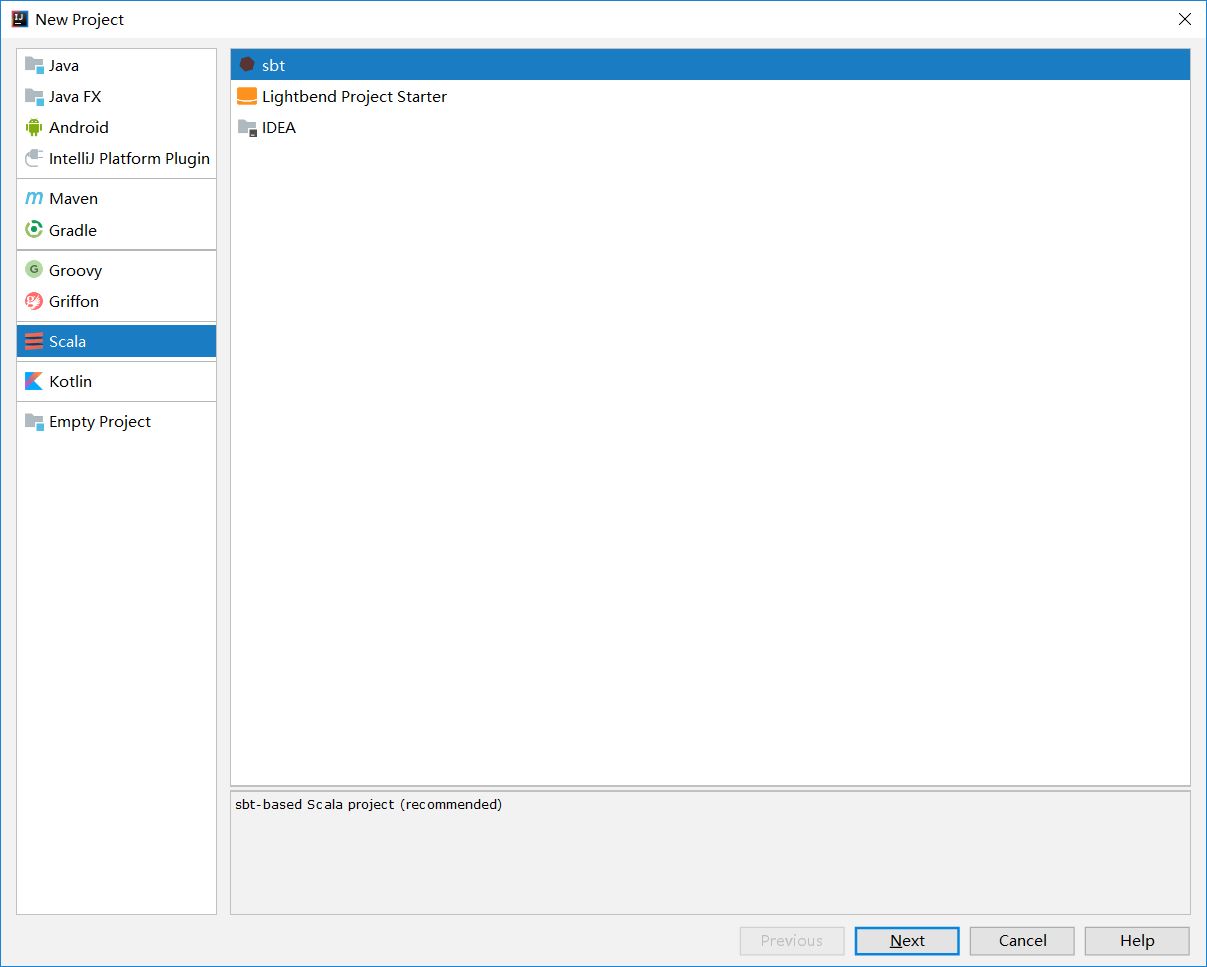 New Project
Java
Java FX
Android
IntelliJ Platform Plugin
Maven
Gradle
Groovy
Griffon
Scala
Kotlin
Empty Project
sbt
Lightbend Project Starter
IDEA
sbt-based Scala project (recommended)
Previous
Next
Cancel
Help